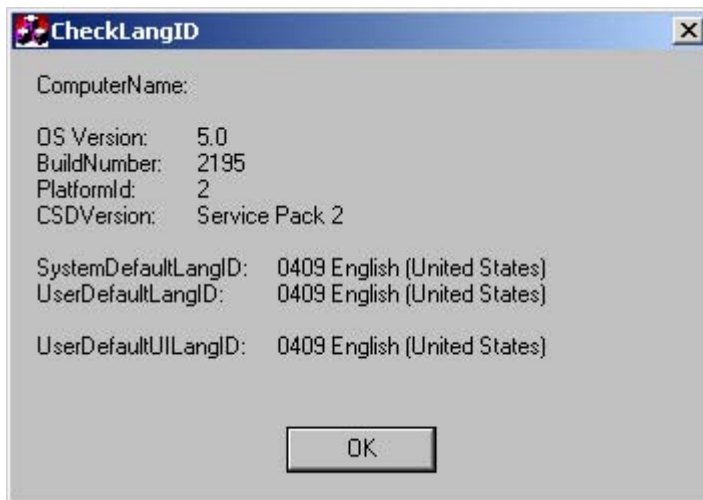 CheckLangID
ComputerName:
OS Version: 5.0
BuildNumber: 2195
PlatformId: 2
CSDVersion: Service Pack 2
SystemDefaultLangID: 0409 English (United States)
UserDefaultLangID: 0409 English (United States)
UserDefaultUILangID: 0409 English (United States)
OK